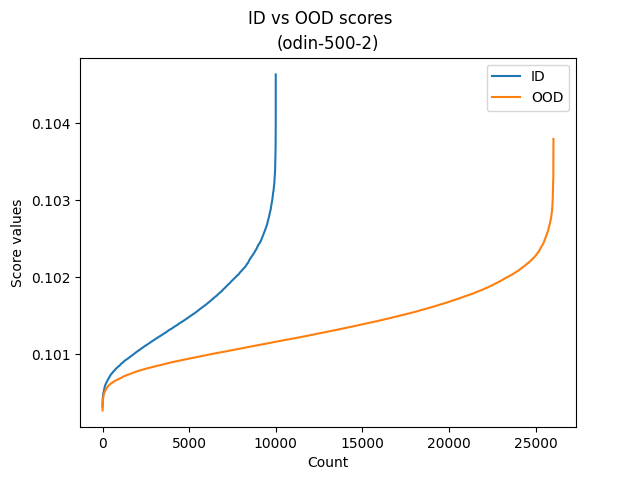 ID vs OOD scores
(odin-500-2)
ID
OOD
0.104
0.103
0.102
0.101
Score values
0
5000
10000
15000
20000
25000
Count